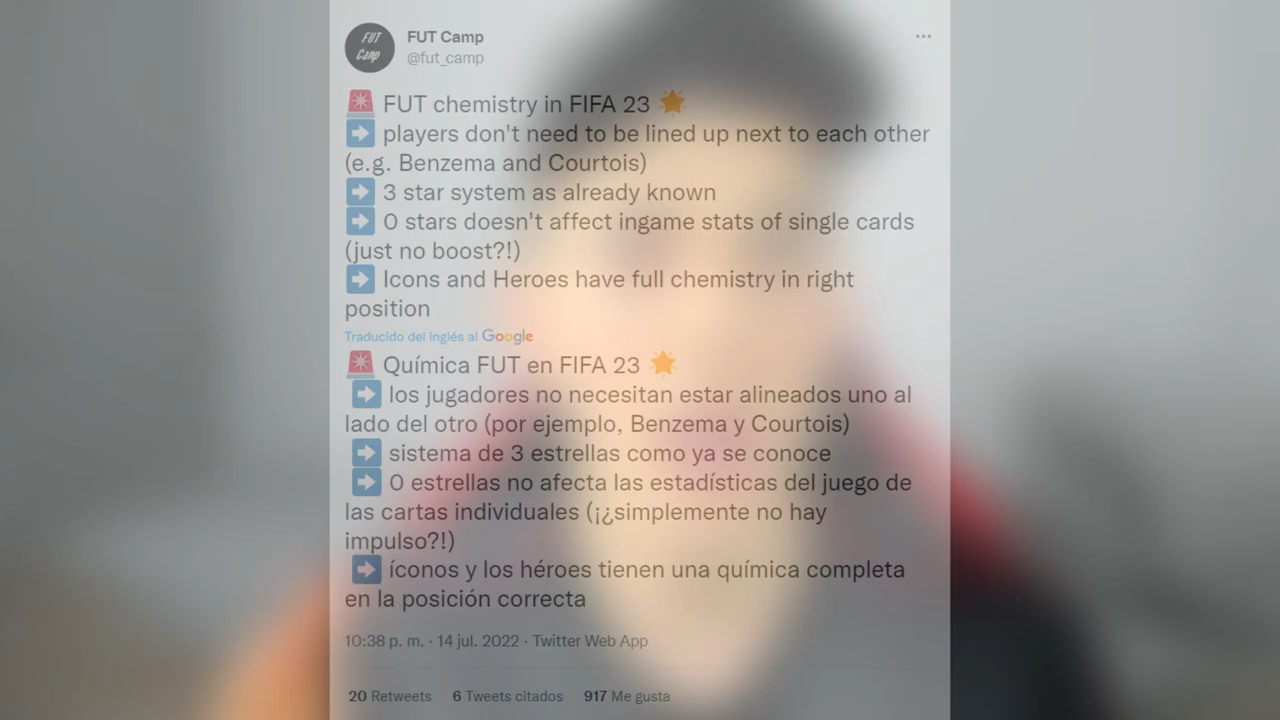 FUT
Camp
FUT Camp
@fut_camp
🚨 FUT chemistry in FIFA 23 🌟
➡️ players don't need to be lined up next to each other
(e.g. Benzema and Courtois)
➡️ 3 star system as already known
➡️ 0 stars doesn't affect ingame stats of single cards
(just no boost?!)
➡️ Icons and Heroes have full chemistry in right
position
Traducido del inglés al Google
🚨 Química FUT en FIFA 23 🌟
➡️ los jugadores no necesitan estar alineados uno al
lado del otro (por ejemplo, Benzema y Courtois)
➡️ sistema de 3 estrellas como ya se conoce
➡️ 0 estrellas no afecta las estadísticas del juego de
las cartas individuales (¡¿simplemente no hay
impulso?!)
➡️ íconos y los héroes tienen una química completa
en la posición correcta
10:38 p. m. · 14 jul. 2022 · Twitter Web App
20 Retweets 6 Tweets citados 917 Me gusta